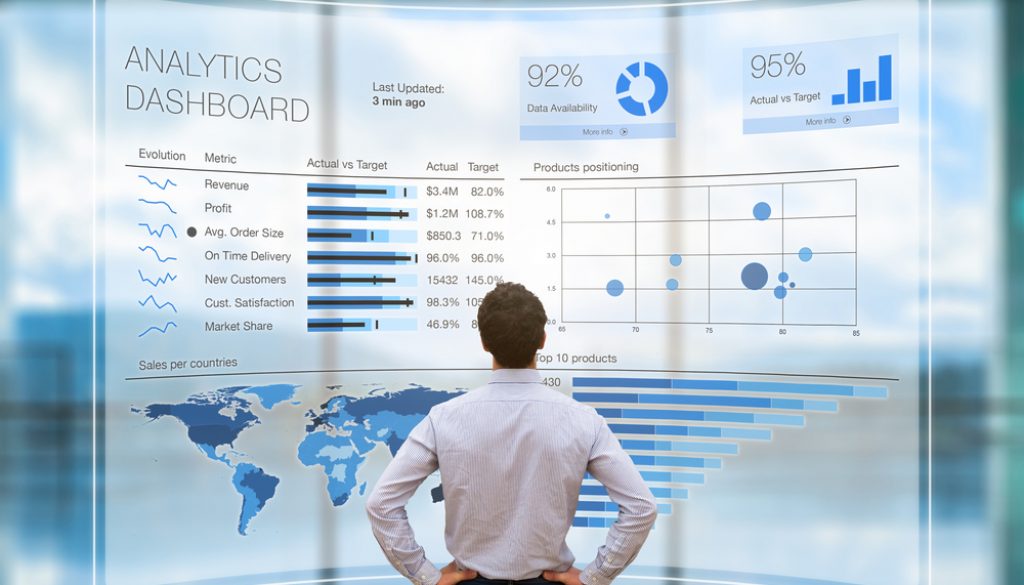 ANALYTICS
DASHBOARD
Last Updated:
3 min ago
92%
Data Availability
More info
95%
Actual vs Target
More info
Evolution Metric Actual vs Target Actual Target
Revenue $3.4M 82.0%
Profit $1.2M 108.7%
Avg. Order Size $850.3 71.0%
On Time Delivery 96.0% 96.0%
New Customers 15432 145.0%
Cust. Satisfaction 98.3%
Market Share 46.9%
Products positioning
6.0
4.5
3.0
1.5
0.0
65 70 75 80 85
Sales per countries
Top 10 products
430